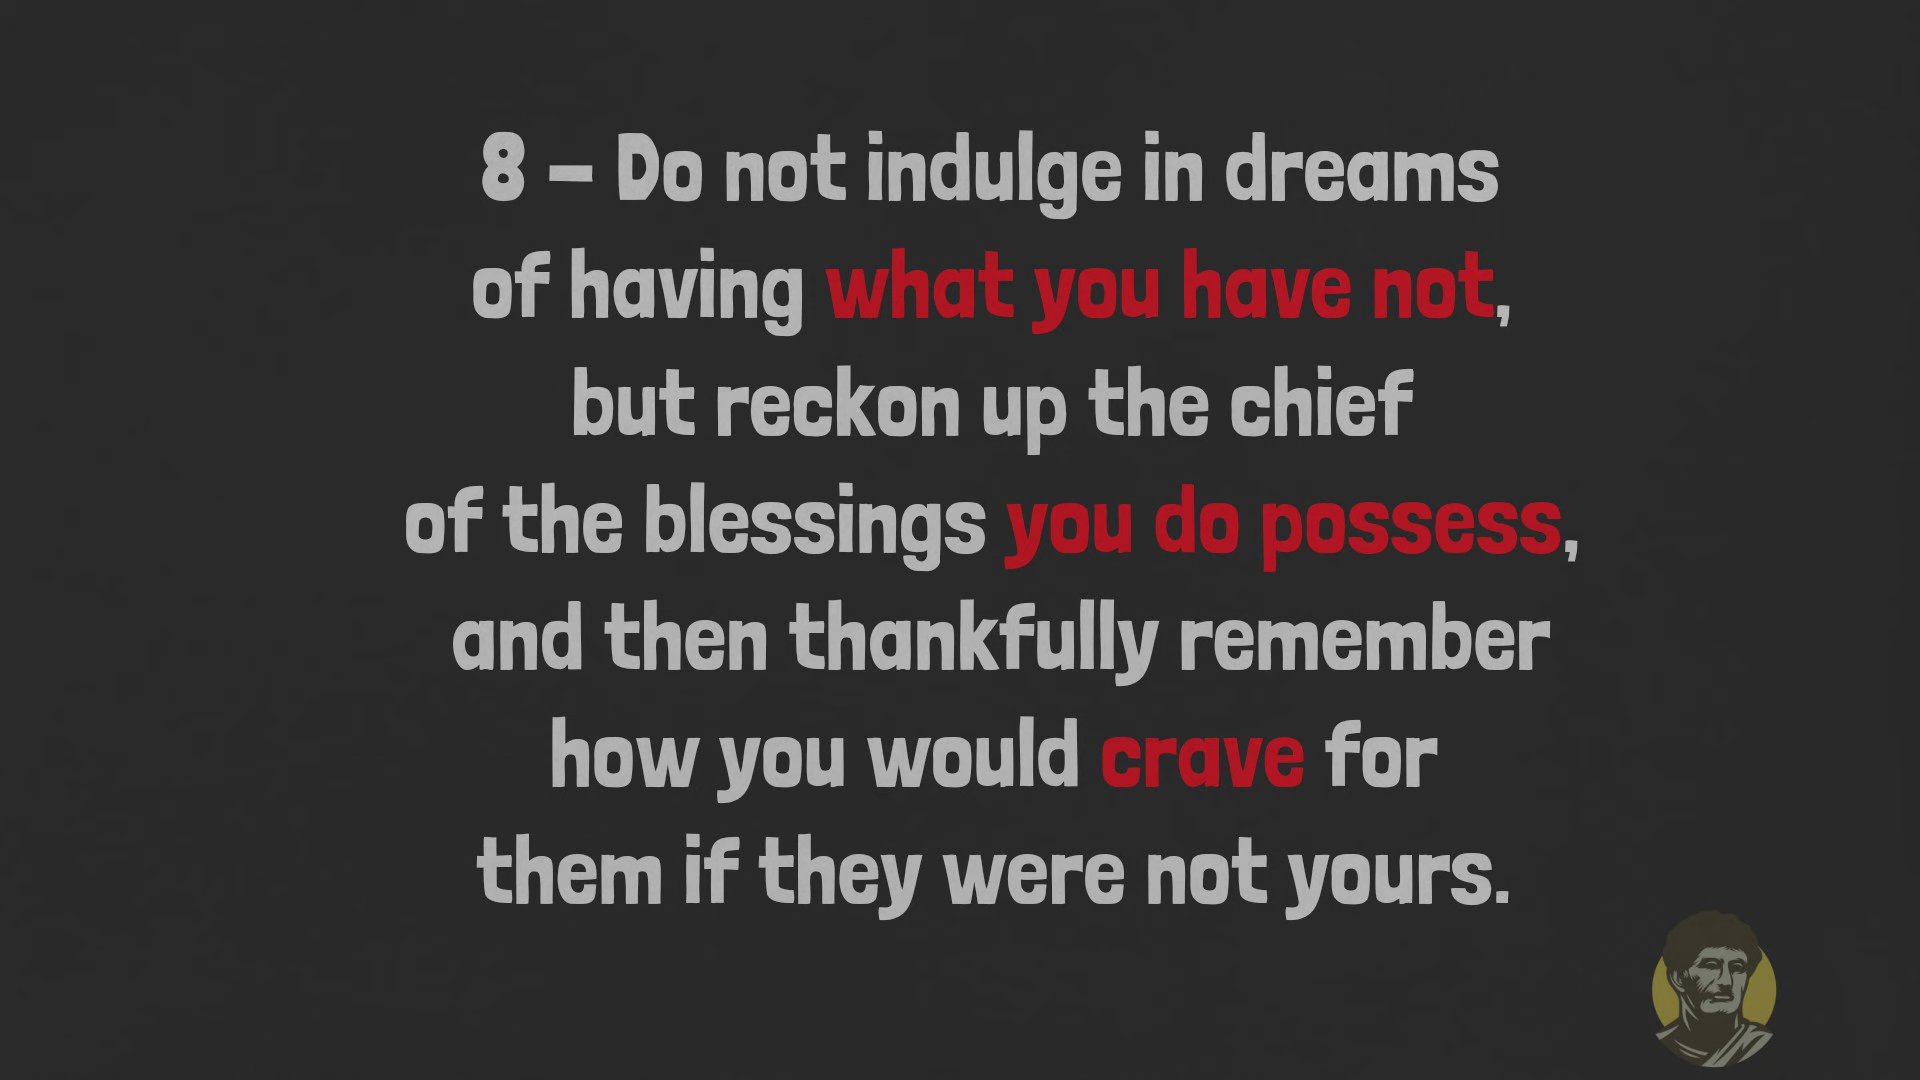 8 – Do not indulge in dreams
of having what you have not,
but reckon up the chief
of the blessings you do possess,
and then thankfully remember
how you would crave for
them if they were not yours.